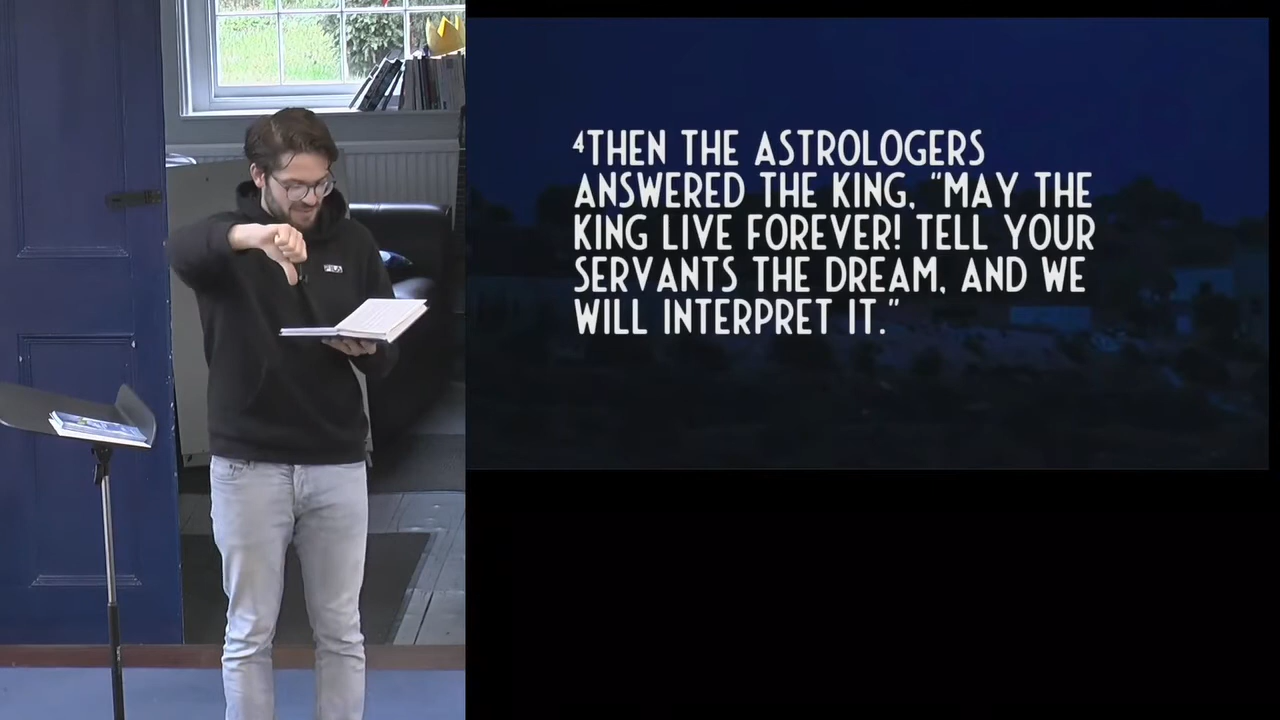 ⁴THEN THE ASTROLOGERS
ANSWERED THE KING, "MAY THE
KING LIVE FOREVER! TELL YOUR
SERVANTS THE DREAM, AND WE
WILL INTERPRET IT."
FILA